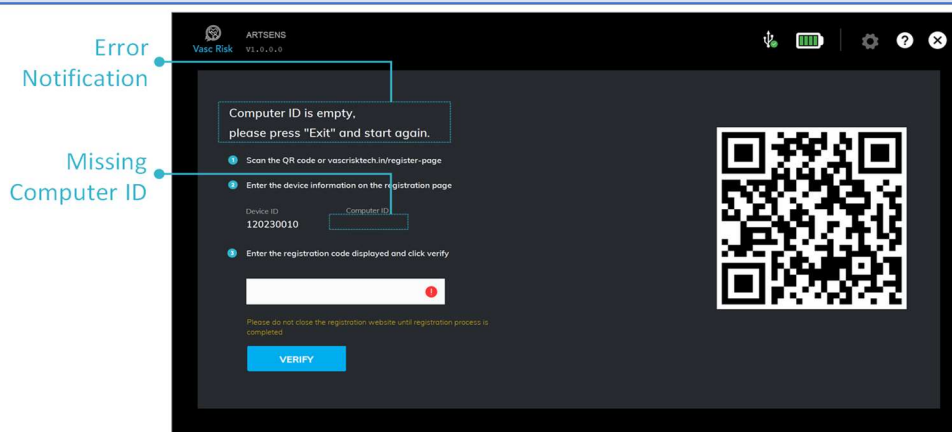 Error
Notification
Missing
Computer ID
Vasc Risk
ARTSENS
V1.0.0.0
?
Computer ID is empty,
please press "Exit" and start again.
1 Scan the QR code or vascrisktech.in/register-page
2 Enter the device information on the registration page
Device ID Computer ID
120230010
3 Enter the registration code displayed and click verify
!
Please do not close the registration website until registration process is
completed
VERIFY